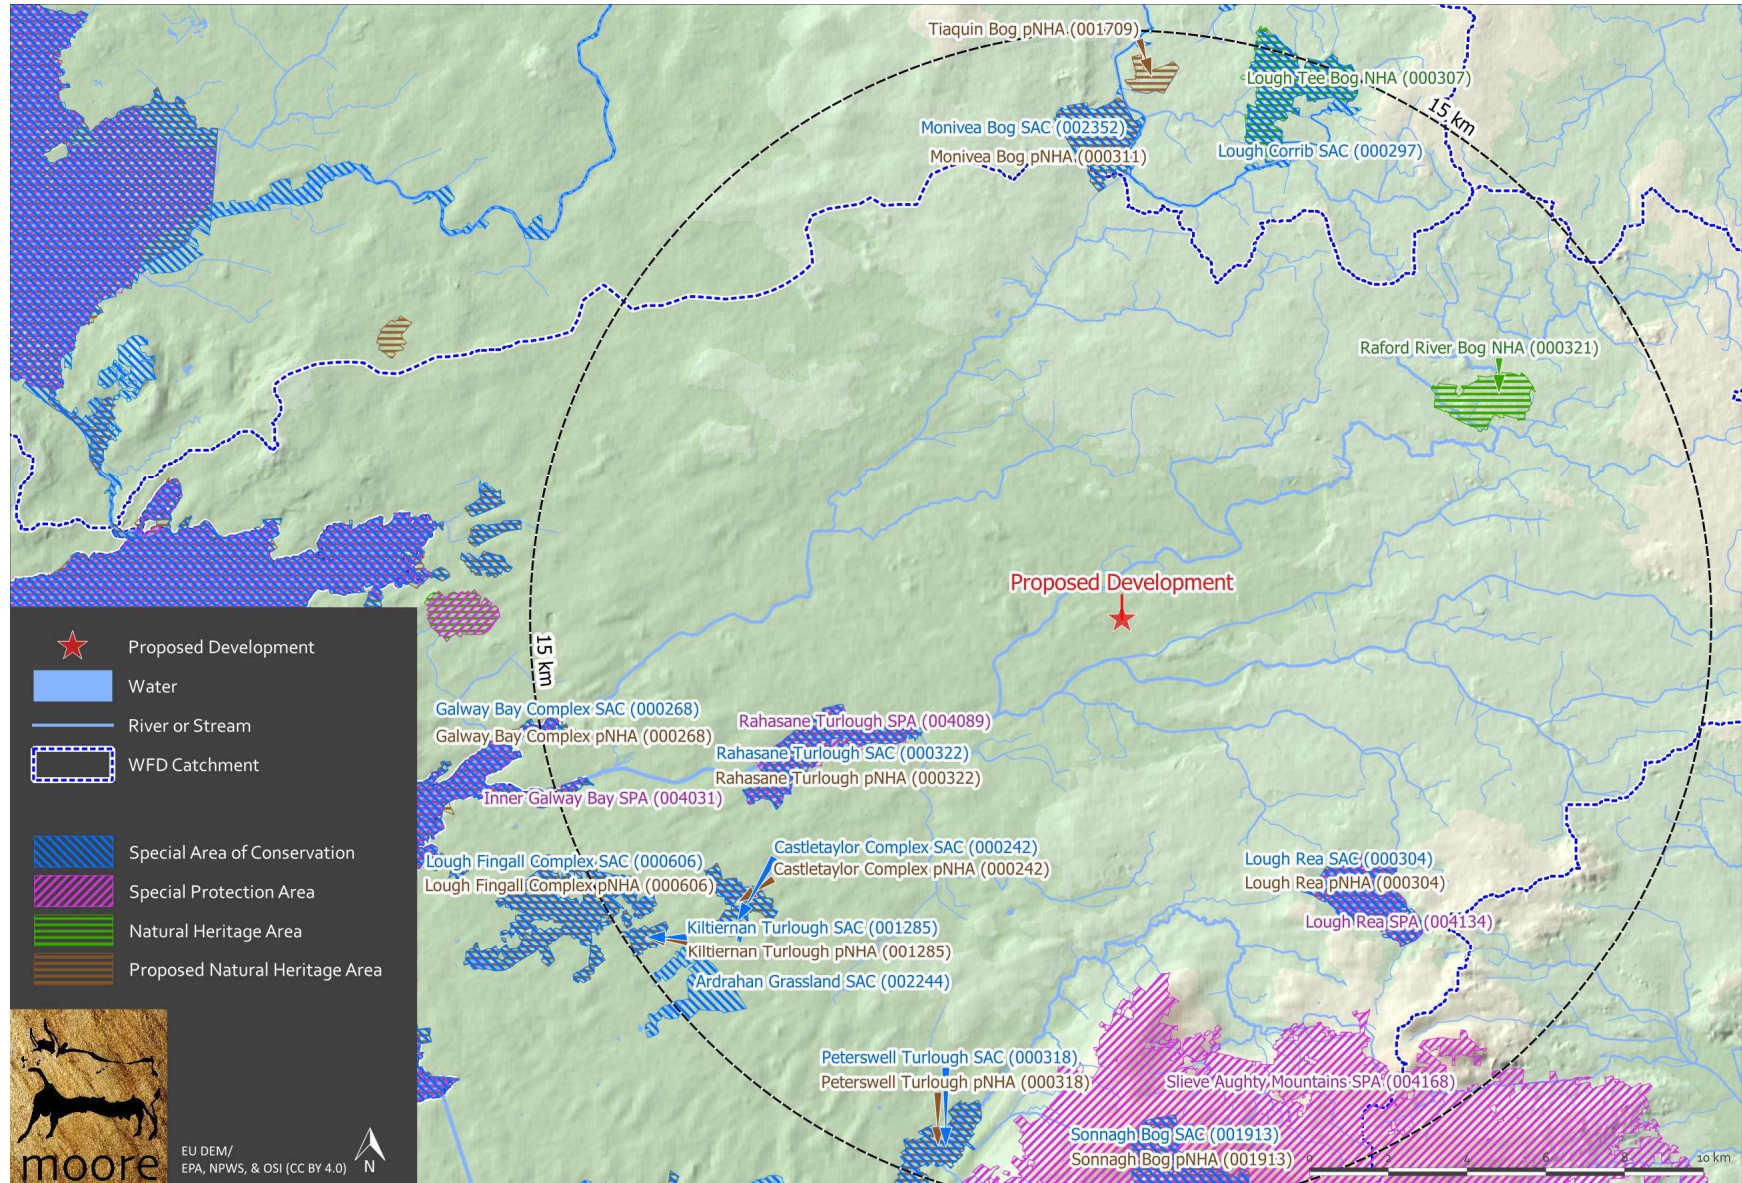 Tiaquin Bog pNHA (001709)
Lough Tee Bog NHA (000307)
15 km
Monivea Bog SAC (002352)
Lough Corrib SAC (000297)
Monivea Bog pNHA (000311)
Raford River Bog NHA (000321)
Proposed Development
15 km
Galway Bay Complex SAC (000268)
Galway Bay Complex pNHA (000268)
Rahasane Turlough SPA (004089)
Rahasane Turlough SAC (000322)
Rahasane Turlough pNHA (000322)
Inner Galway Bay SPA (004031)
Lough Fingall Complex SAC (000606)
Lough Fingall Complex pNHA (000606)
Castletaylor Complex SAC (000242)
Castletaylor Complex pNHA (000242)
Lough Rea SAC (000304)
Lough Rea pNHA (000304)
Lough Rea SPA (004134)
Kiltiernan Turlough SAC (001285)
Kiltiernan Turlough pNHA (001285)
Ardrahan Grassland SAC (002244)
Peterswell Turlough SAC (000318)
Peterswell Turlough pNHA (000318)
Slieve Aughty Mountains SPA (004168)
Sonnagh Bog SAC (001913)
Sonnagh Bog pNHA (001913)
0 2 4 6 8 10 km
Proposed Development
Water
River or Stream
WFD Catchment
Special Area of Conservation
Special Protection Area
Natural Heritage Area
Proposed Natural Heritage Area
moore
EU DEM/
EPA, NPWS, & OSI (CC BY 4.0)
N